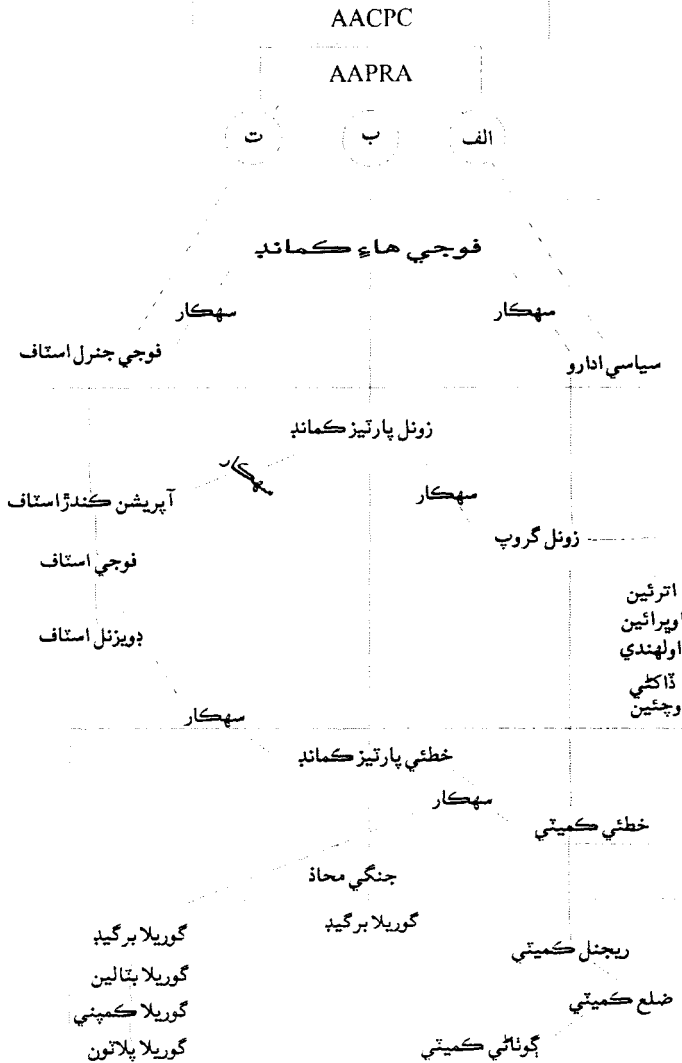 AACPC
AAPRA
الف
ب
ت
فوجي هاءِ ڪمانڊ
سهڪار
سهڪار
سياسي ادارو
فوجي جنرل اسٽاف
زونل پارٽيز ڪمانڊ
سهڪار
سهڪار
آپريشن ڪندڙ اسٽاف
زونل گروپ
فوجي اسٽاف
اترئين
اوڀرائين
اولهندي
ڏاکڻي
وچئين
ڊويزنل اسٽاف
سهڪار
خطئي پارٽيز ڪمانڊ
سهڪار
خطئي ڪميٽي
جنگي محاذ
گوريلا برگيڊ
گوريلا برگيڊ
ريجنل ڪميٽي
گوريلا بٽالين
ضلع ڪميٽي
گوريلا ڪمپني
ڳوٺاڻي ڪميٽي
گوريلا پلاٽون